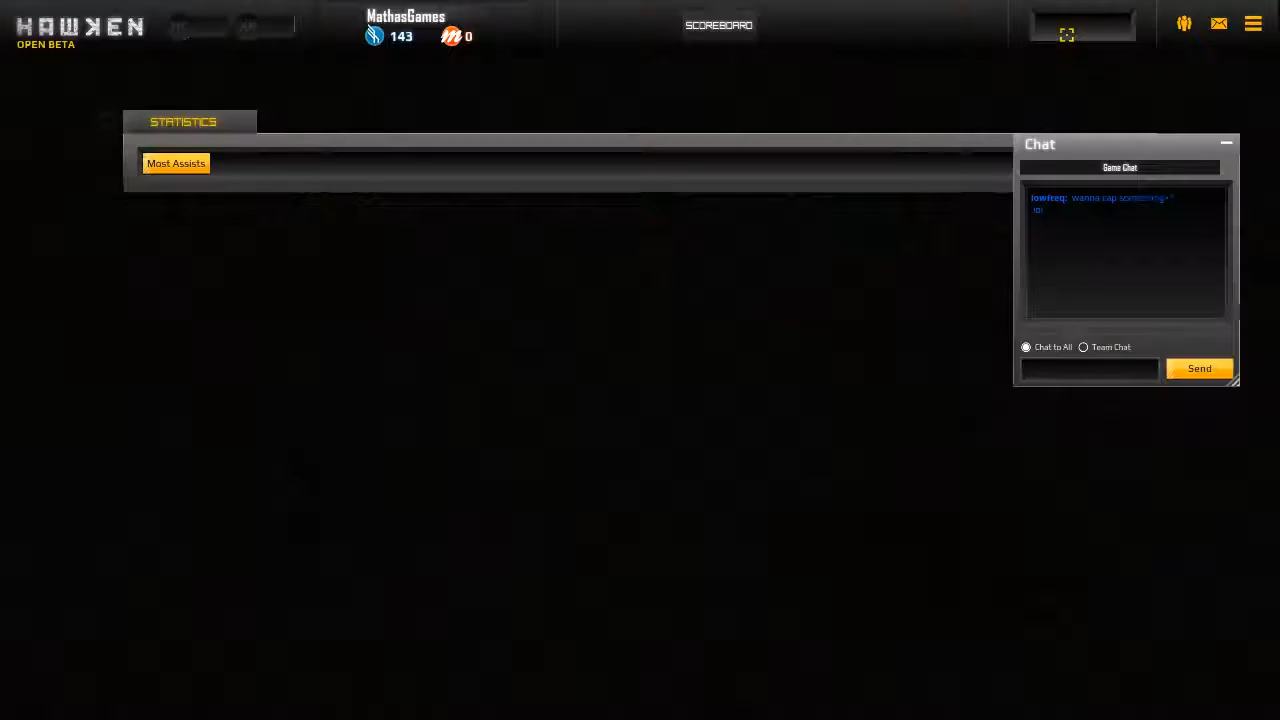 HAWKEN
OPEN BETA
MathasGames
143
0
SCOREBOARD
STATISTICS
Most Assists
Chat
Game Chat
lowfreq: wanna cap something?
lol
Chat to All
Team Chat
Send